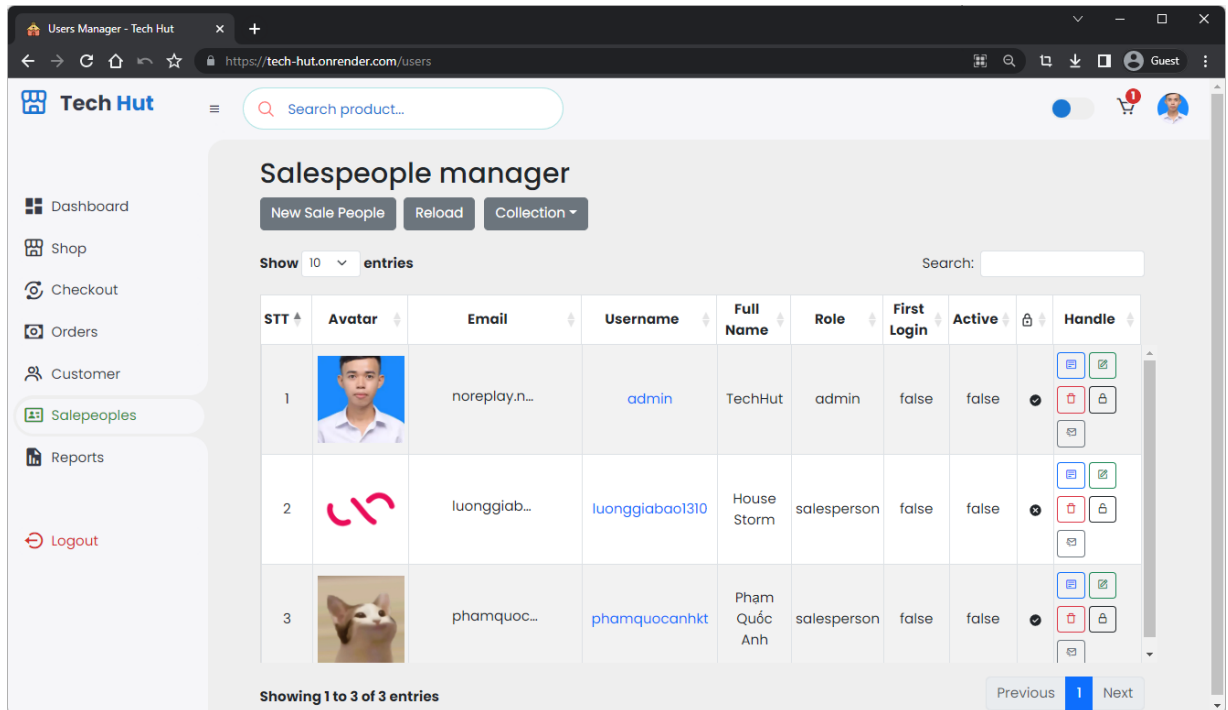 Users Manager - Tech Hut
https://tech-hut.onrender.com/users
Guest
Tech Hut
Search product...
1
Dashboard
Shop
Checkout
Orders
Customer
Salepeoples
Reports
Logout
Salespeople manager
New Sale People
Reload
Collection
Show 10 entries
Search:
STT Avatar Email Username Full Name Role First Login Active Handle
1 noreplay.n... admin TechHut admin false false
2 luonggiab... luonggiabao1310 House Storm salesperson false false
3 phamquoc... phamquocanhkt Phạm Quốc Anh salesperson false false
Showing 1 to 3 of 3 entries
Previous 1 Next